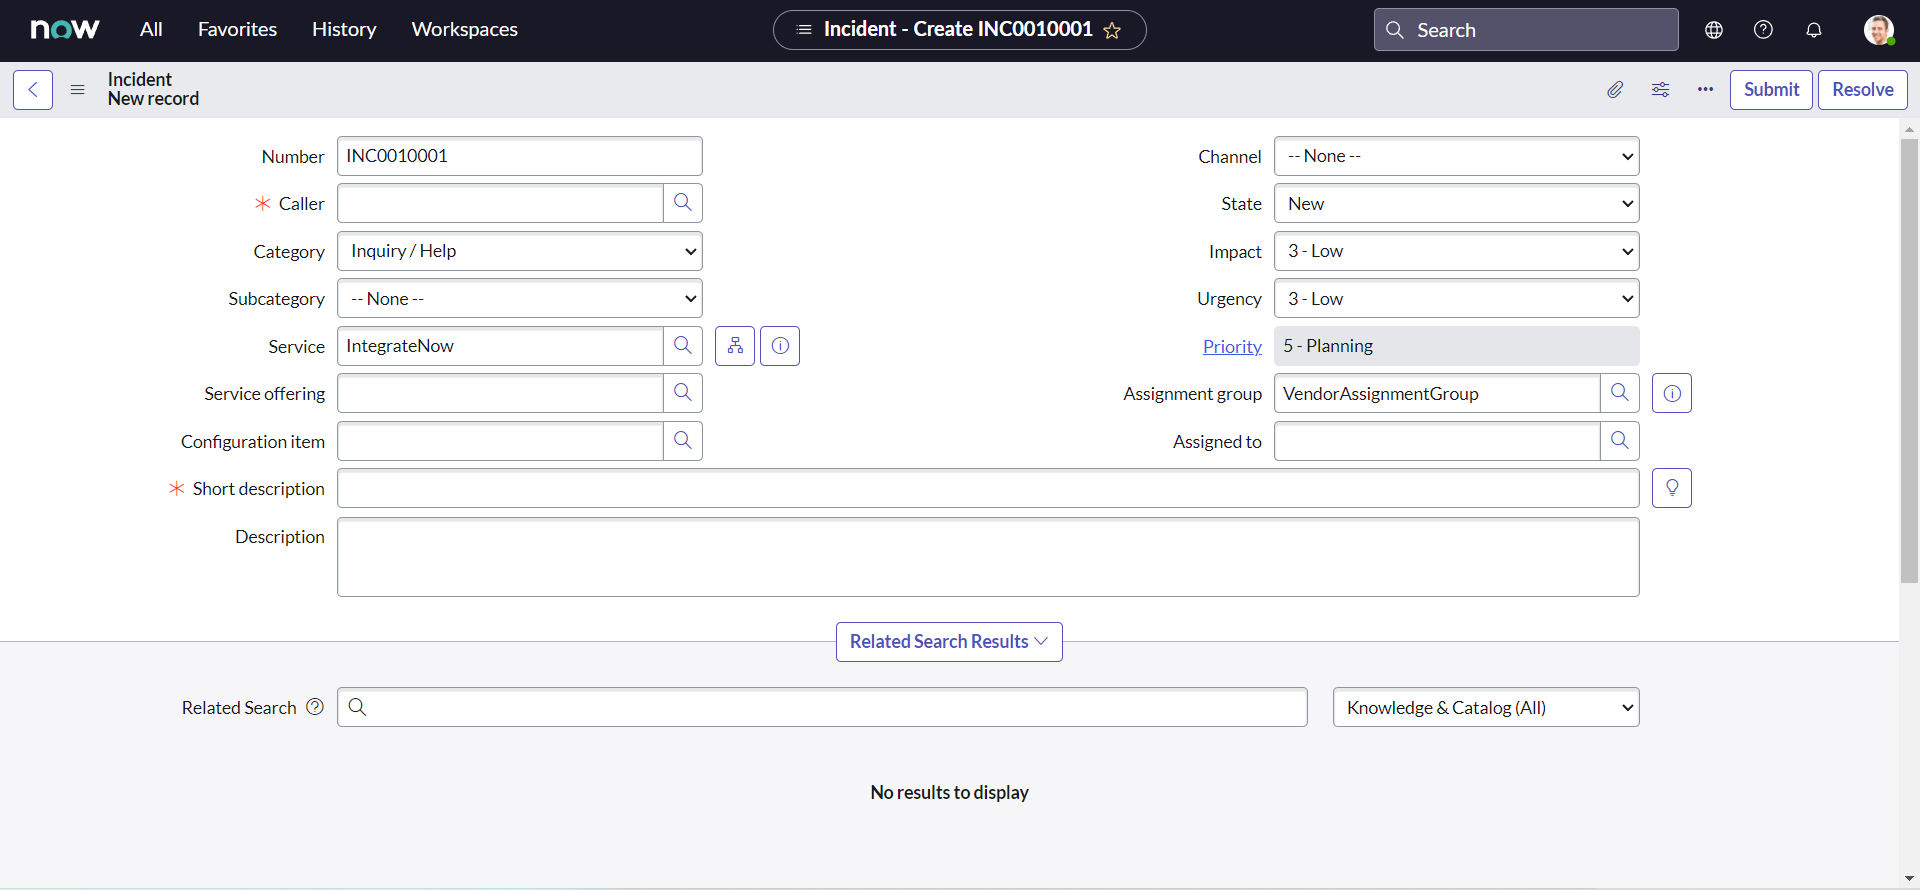 now All Favorites History Workspaces Incident - Create INC0010001 Search
Incident
New record
Submit Resolve
Number INC0010001 Channel -- None --
Caller State New
Category Inquiry / Help Impact 3 - Low
Subcategory -- None -- Urgency 3 - Low
Service IntegrateNow Priority 5 - Planning
Service offering Assignment group VendorAssignmentGroup
Configuration item Assigned to
Short description
Description
Related Search Results
Related Search Knowledge & Catalog (All)
No results to display